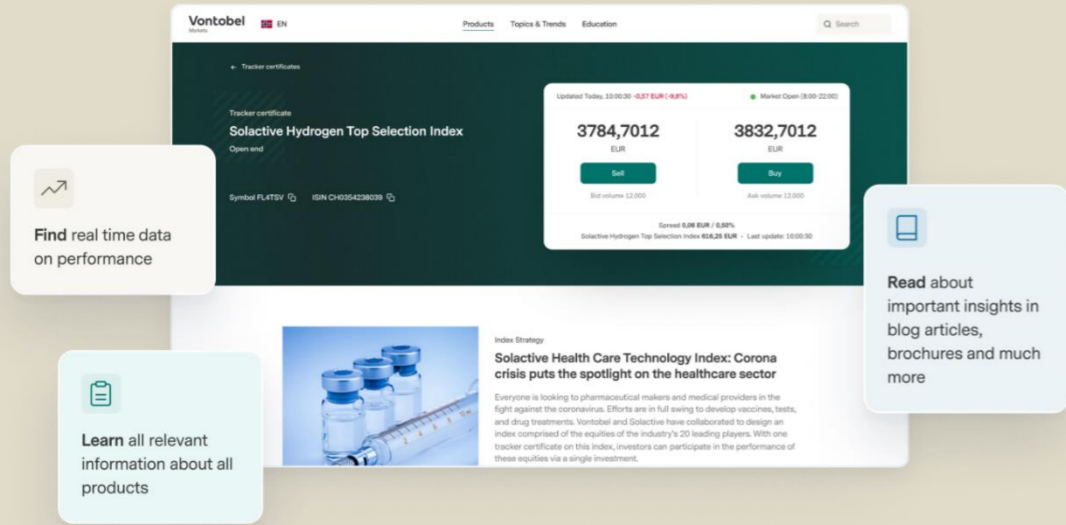 Vontobel
Markets
EN
Products
Topics & Trends
Education
Search
← Tracker certificates
Tracker certificate
Solactive Hydrogen Top Selection Index
Open end
Symbol FL4TSV
ISIN CH0354238039
Updated Today, 10:00:30 -0,57 EUR (-9,8%)
Market Open (8:00-22:00)
3784,7012
EUR
Sell
Bid volume 12,000
3832,7012
EUR
Buy
Ask volume 12,000
Spread 0,06 EUR / 0,50%
Solactive Hydrogen Top Selection Index 616,25 EUR - Last update: 10:00:30
Find real time data
on performance
Read about
important insights in
blog articles,
brochures and much
more
Learn all relevant
information about all
products
Index Strategy
Solactive Health Care Technology Index: Corona
crisis puts the spotlight on the healthcare sector
Everyone is looking to pharmaceutical makers and medical providers in the
fight against the coronavirus. Efforts are in full swing to develop vaccines, tests,
and drug treatments. Vontobel and Solactive have collaborated to design an
index comprised of the equities of the industry's 20 leading players. With one
tracker certificate on this index, investors can participate in the performance of
these equities via a single investment.